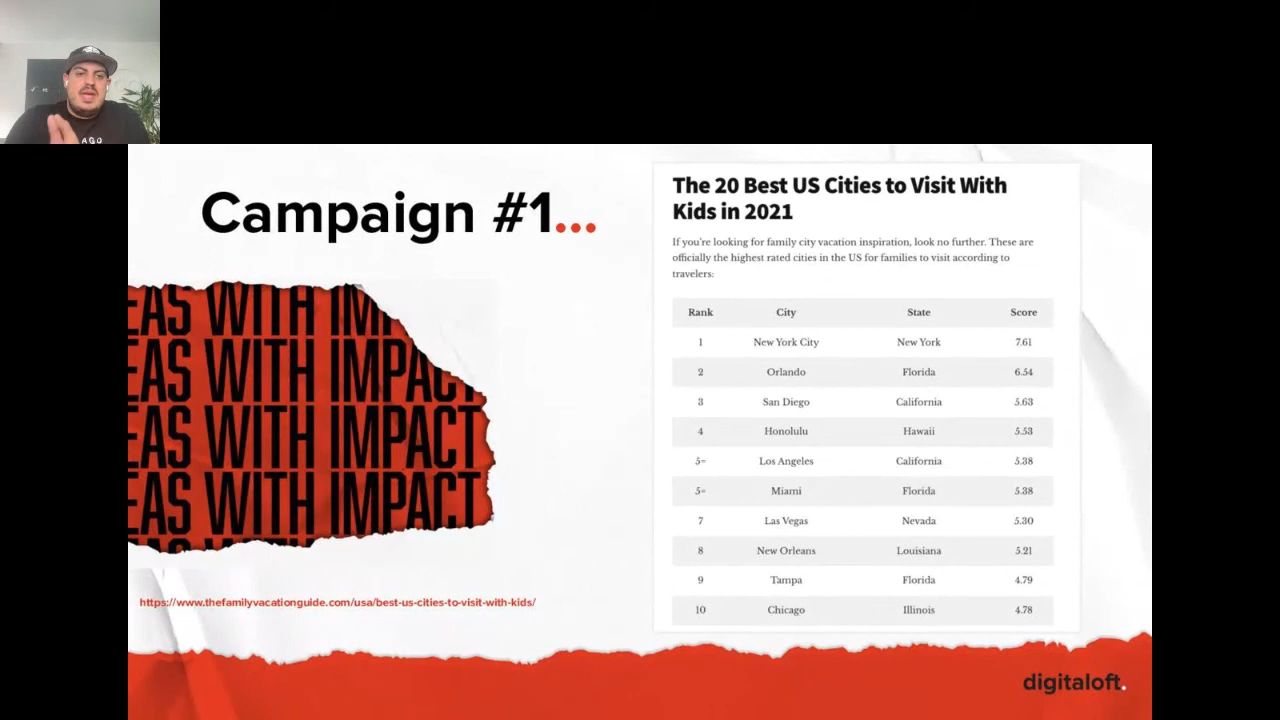 AGO
Campaign #1...
EAS WITH IM
EAS WITH IMPACT
EAS WITH IMPACT
EAS WITH IMPACT
https://www.thefamilyvacationguide.com/usa/best-us-cities-to-visit-with-kids/
The 20 Best US Cities to Visit With
Kids in 2021
If you're looking for family city vacation inspiration, look no further. These are
officially the highest rated cities in the US for families to visit according to
travelers:
Rank City State Score
1 New York City New York 7.61
2 Orlando Florida 6.54
3 San Diego California 5.63
4 Honolulu Hawaii 5.53
5= Los Angeles California 5.38
5= Miami Florida 5.38
7 Las Vegas Nevada 5.30
8 New Orleans Louisiana 5.21
9 Tampa Florida 4.79
10 Chicago Illinois 4.78
digitaloft.